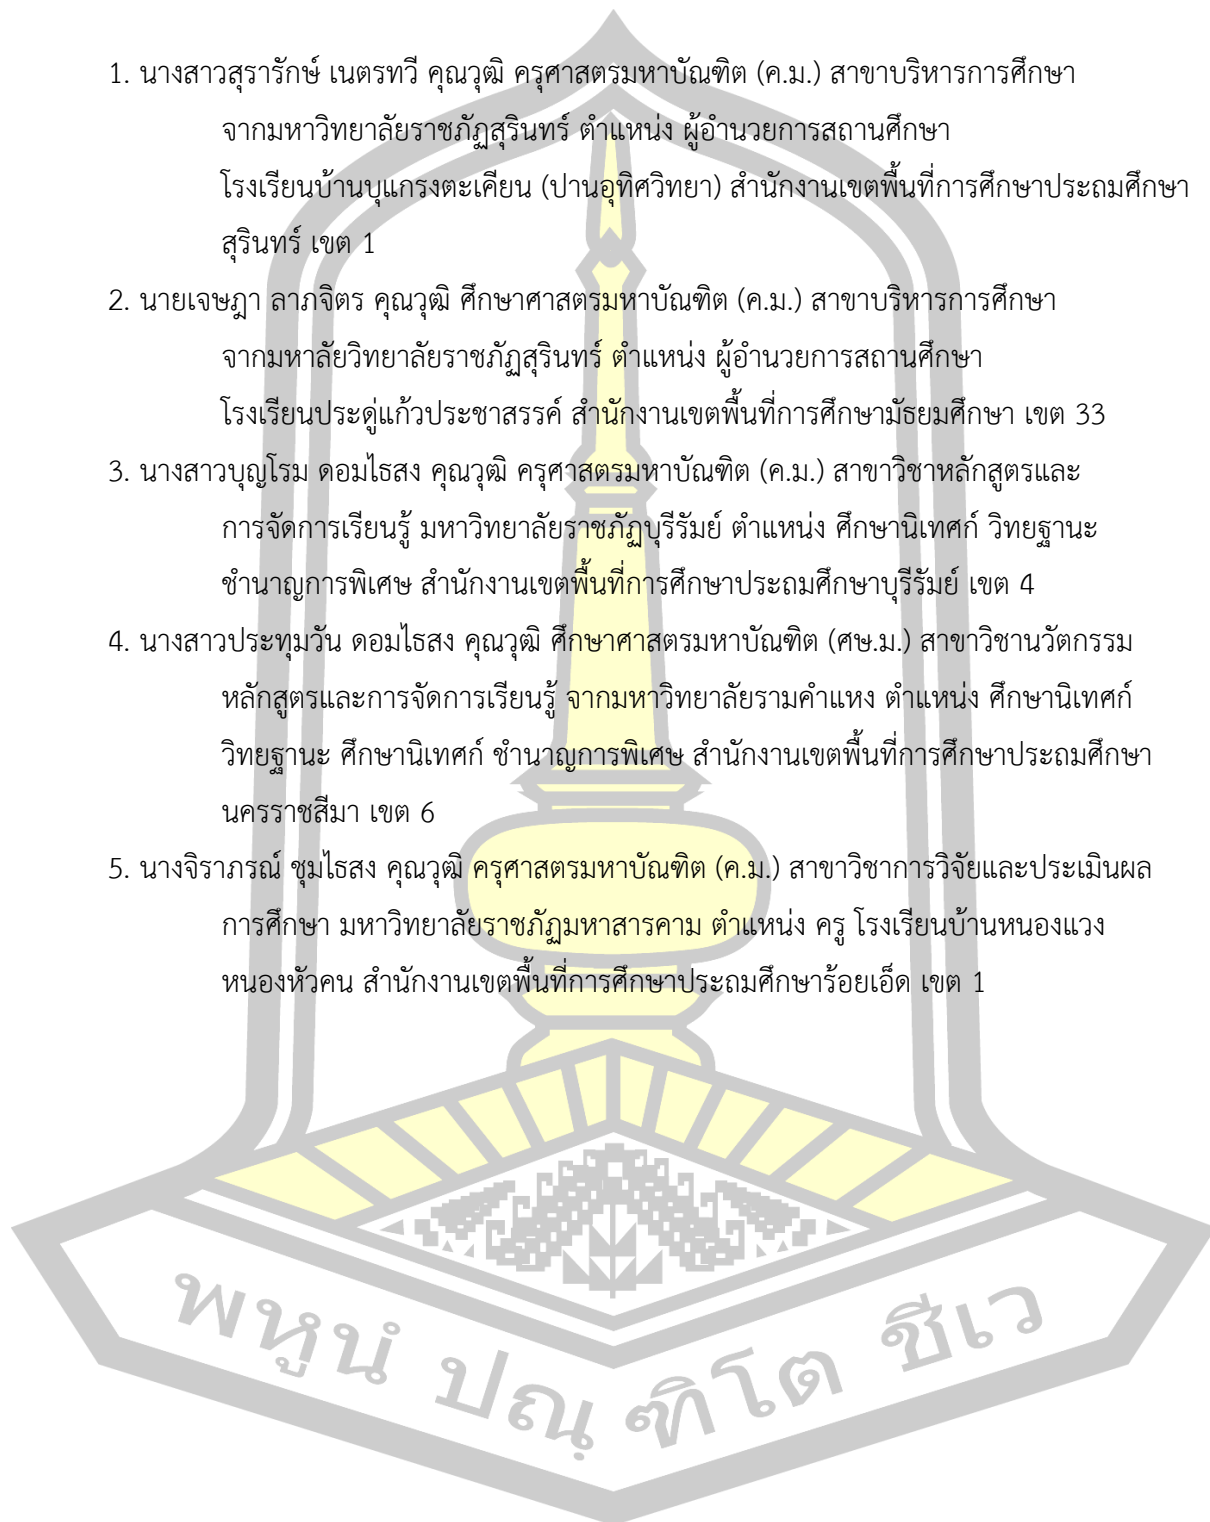 1. นางสาวสุรารักษ์ เนตรทวี คุณวุฒิ ครุศาสตรมหาบัณฑิต (ค.ม.) สาขาบริหารการศึกษา
จากมหาวิทยาลัยราชภัฏสุรินทร์ ตำแหน่ง ผู้อำนวยการสถานศึกษา
โรงเรียนบ้านบุแกรงตะเคียน (ปานอุทิศวิทยา) สำนักงานเขตพื้นที่การศึกษาประถมศึกษา
สุรินทร์ เขต 1
2. นายเจษฎา ลาภจิตร คุณวุฒิ ศึกษาศาสตรมหาบัณฑิต (ค.ม.) สาขาบริหารการศึกษา
จากมหาลัยวิทยาลัยราชภัฏสุรินทร์ ตำแหน่ง ผู้อำนวยการสถานศึกษา
โรงเรียนประดู่แก้วประชาสรรค์ สำนักงานเขตพื้นที่การศึกษามัธยมศึกษา เขต 33
3. นางสาวบุญโรม ดอมไธสง คุณวุฒิ ครุศาสตรมหาบัณฑิต (ค.ม.) สาขาวิชาหลักสูตรและ
การจัดการเรียนรู้ มหาวิทยาลัยราชภัฏบุรีรัมย์ ตำแหน่ง ศึกษานิเทศก์ วิทยฐานะ
ชำนาญการพิเศษ สำนักงานเขตพื้นที่การศึกษาประถมศึกษาบุรีรัมย์ เขต 4
4. นางสาวประทุมวัน ดอมไธสง คุณวุฒิ ศึกษาศาสตรมหาบัณฑิต (ศษ.ม.) สาขาวิชานวัตกรรม
หลักสูตรและการจัดการเรียนรู้ จากมหาวิทยาลัยรามคำแหง ตำแหน่ง ศึกษานิเทศก์
วิทยฐานะ ศึกษานิเทศก์ ชำนาญการพิเศษ สำนักงานเขตพื้นที่การศึกษาประถมศึกษา
นครราชสีมา เขต 6
5. นางจิราภรณ์ ชุมไธสง คุณวุฒิ ครุศาสตรมหาบัณฑิต (ค.ม.) สาขาวิชาการวิจัยและประเมินผล
การศึกษา มหาวิทยาลัยราชภัฏมหาสารคาม ตำแหน่ง ครู โรงเรียนบ้านหนองแวง
หนองหัวคน สำนักงานเขตพื้นที่การศึกษาประถมศึกษาร้อยเอ็ด เขต 1
พหูนํ ปณฺ ฑิโต ชีเว